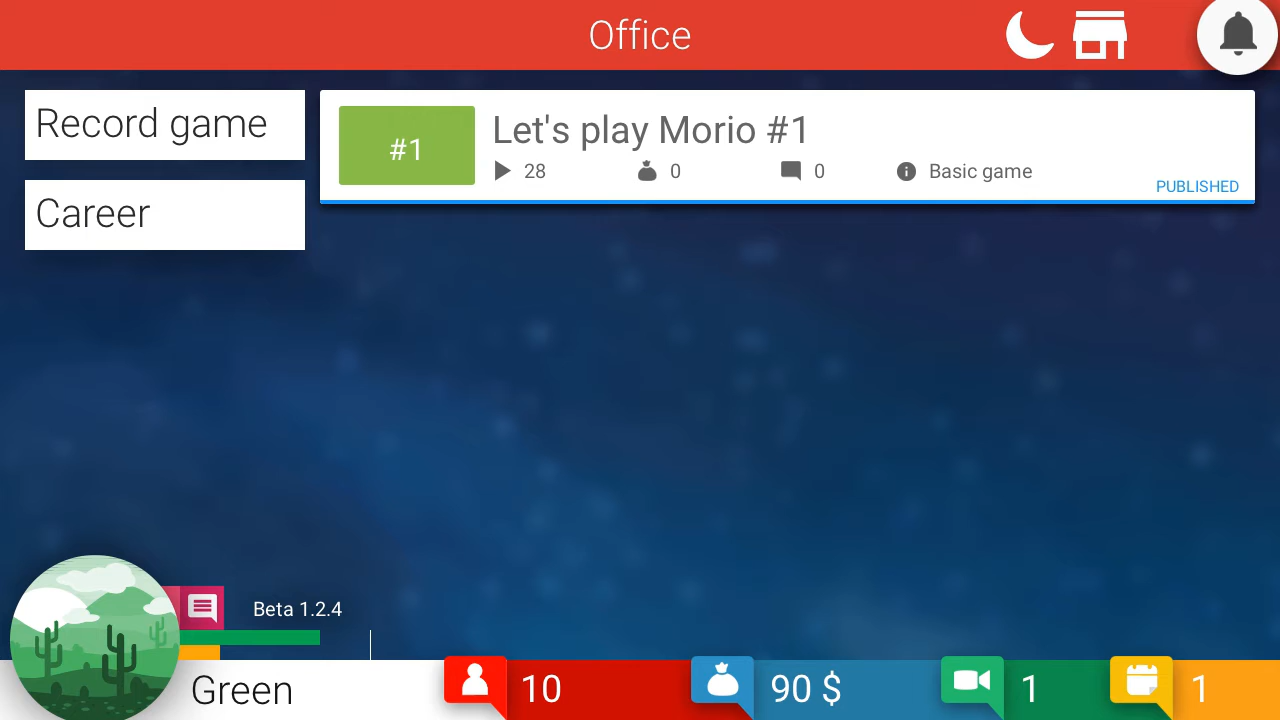 Office
Record game
Career
#1
Let's play Morio #1
28
0
0
Basic game
PUBLISHED
Beta 1.2.4
Green
10
90 $
1
1